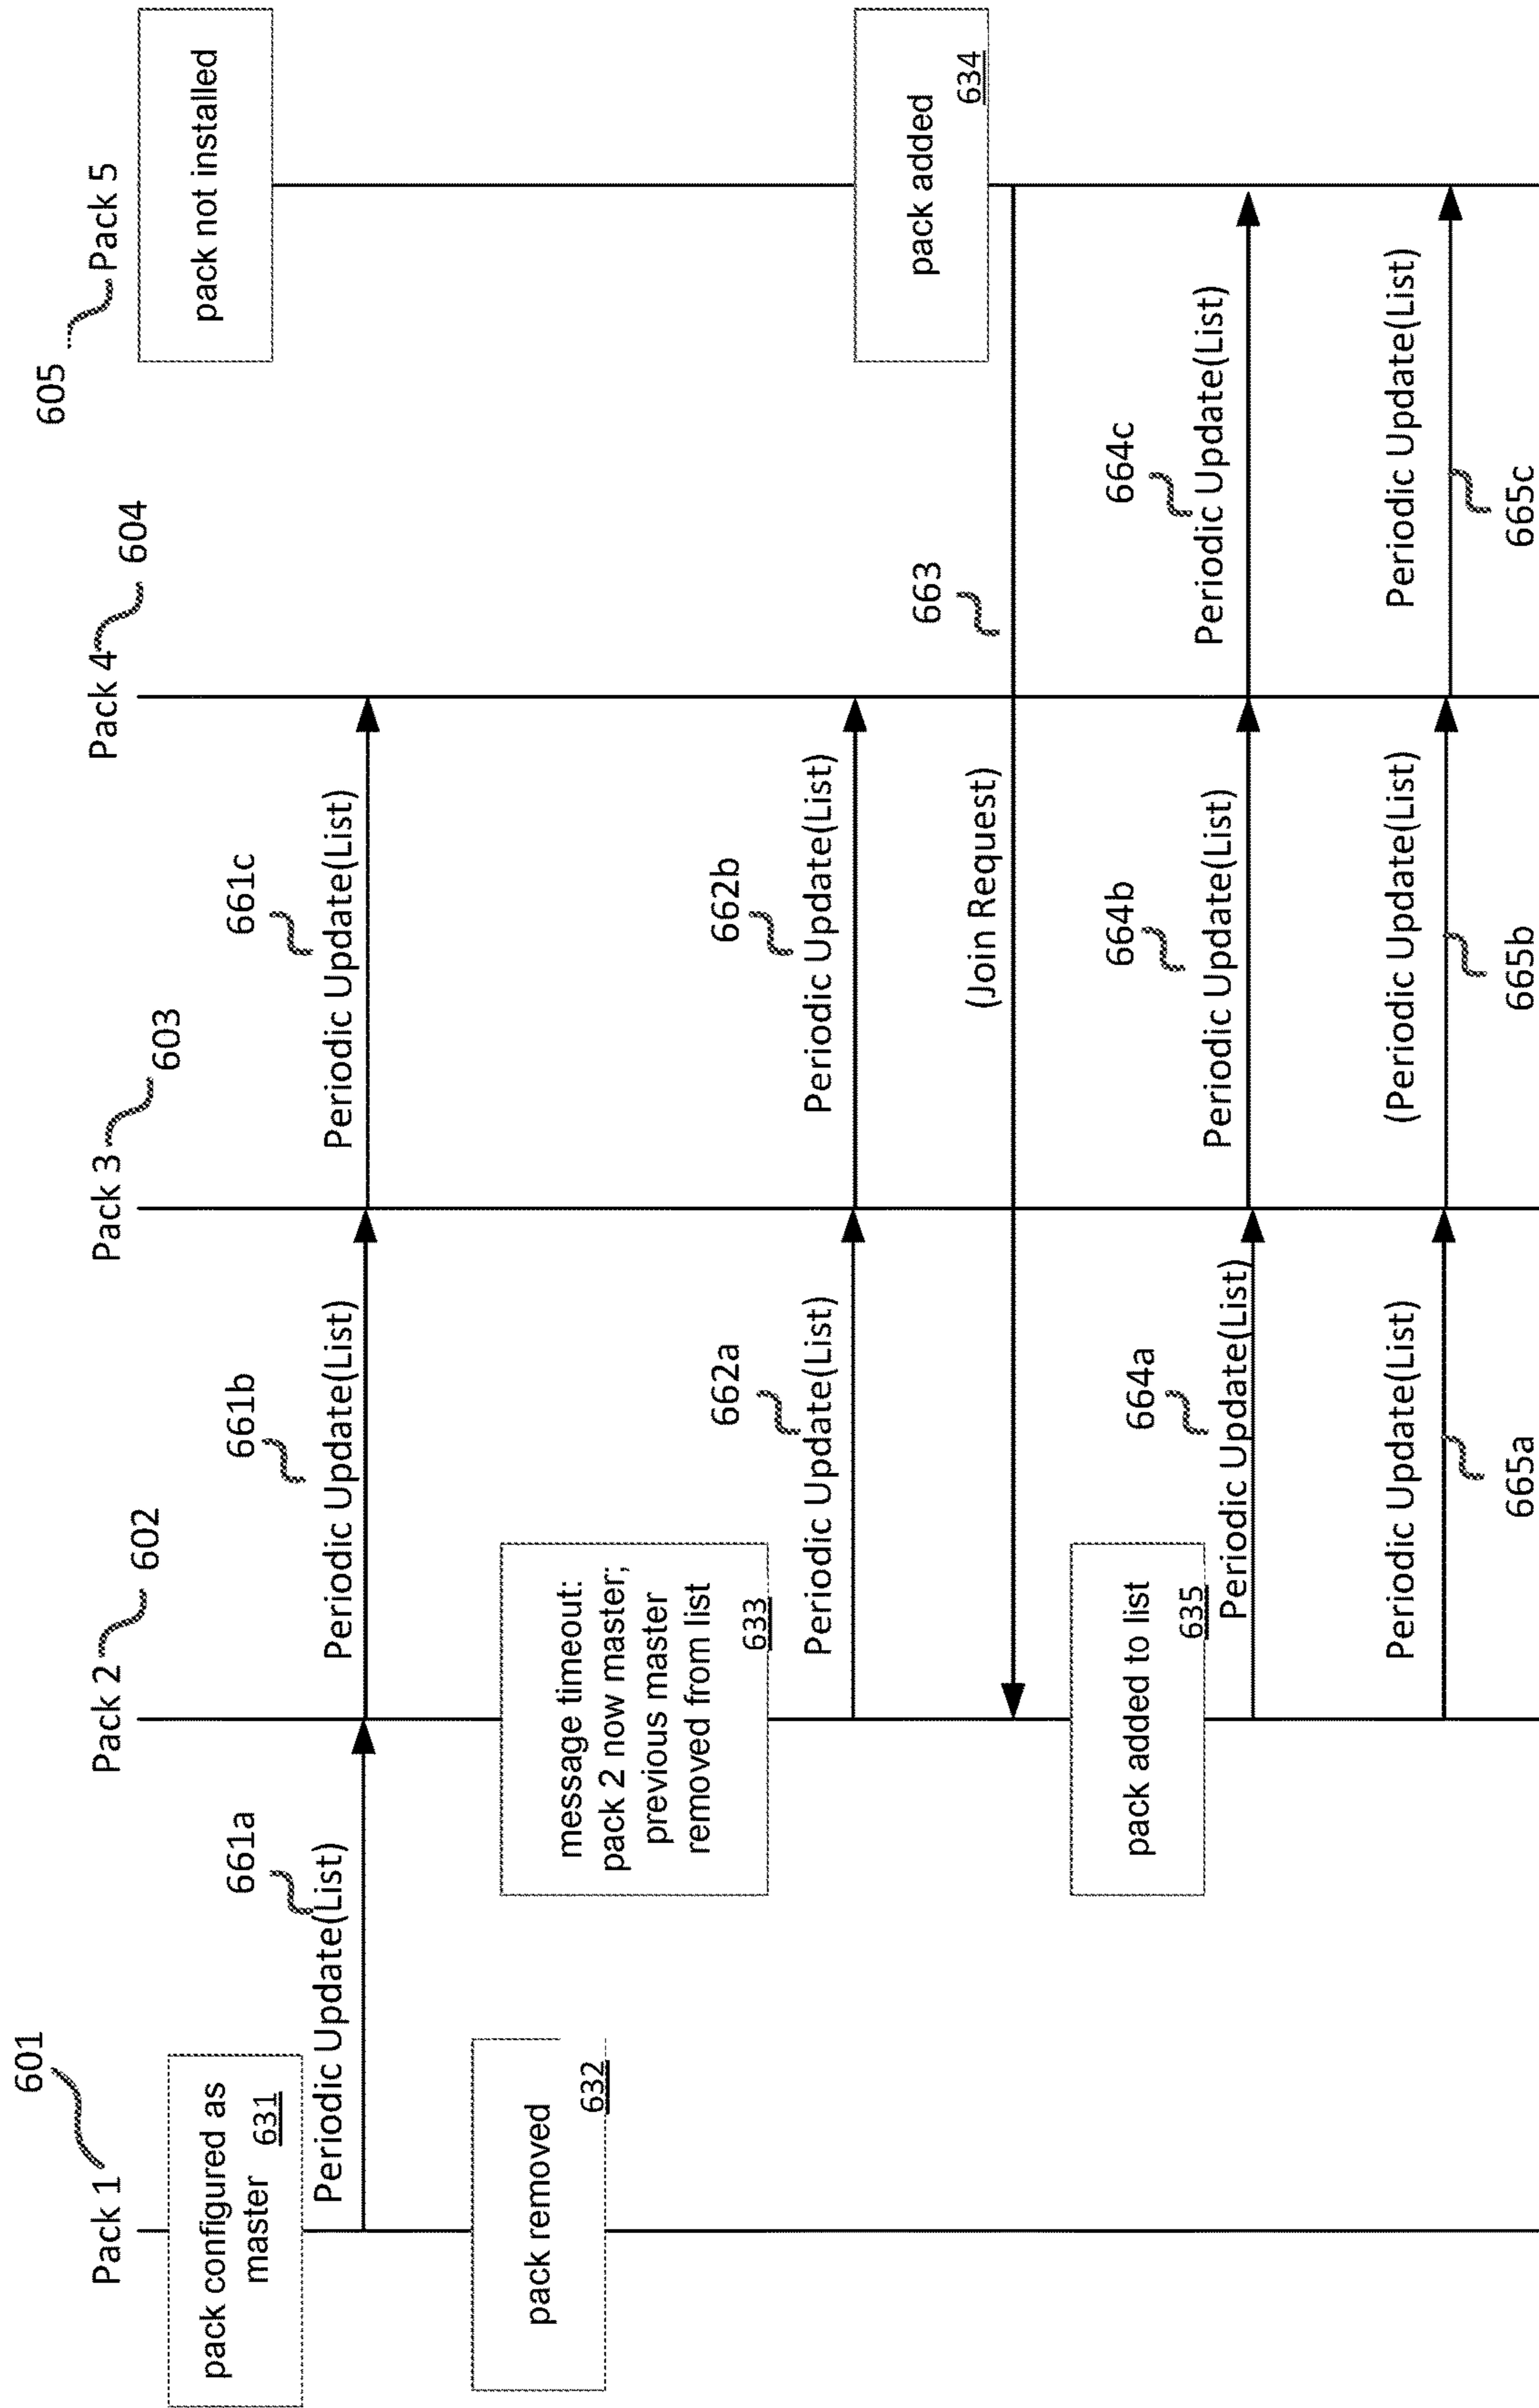 601
Pack 1
Pack 2
602
Pack 3
603
Pack 4
604
605
Pack 5
pack configured as
master 631
pack not installed
661a
Periodic Update(List)
661b
Periodic Update(List)
661c
Periodic Update(List)
pack removed
632
message timeout:
pack 2 now master;
previous master
removed from list
633
662a
Periodic Update(List)
662b
Periodic Update(List)
pack added
634
663
(Join Request)
pack added to list
635
664a
Periodic Update(List)
664b
Periodic Update(List)
664c
Periodic Update(List)
Periodic Update(List)
665a
(Periodic Update(List)
665b
Periodic Update(List)
665c